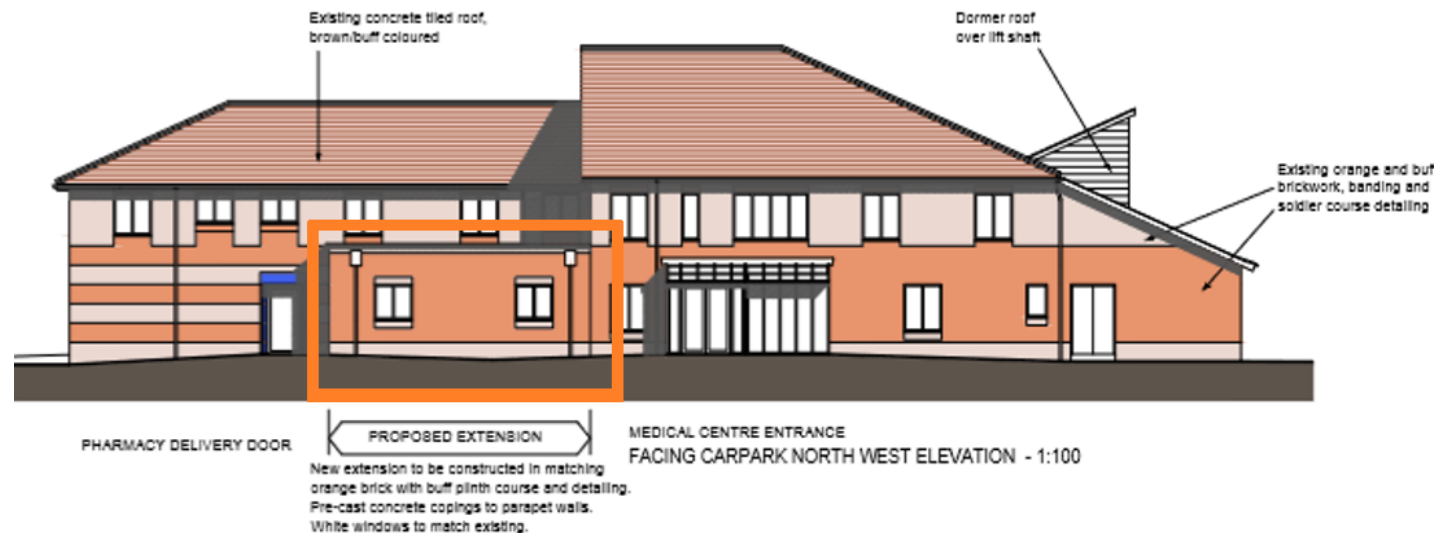 Existing concrete tiled roof,
brown/buff coloured
Dormer roof
over lift shaft
Existing orange and buf
brickwork, banding and
soldier course detailing
PHARMACY DELIVERY DOOR
PROPOSED EXTENSION
New extension to be constructed in matching
orange brick with buff plinth course and detailing.
Pre-cast concrete copings to parapet walls.
White windows to match existing.
MEDICAL CENTRE ENTRANCE
FACING CARPARK NORTH WEST ELEVATION - 1:100